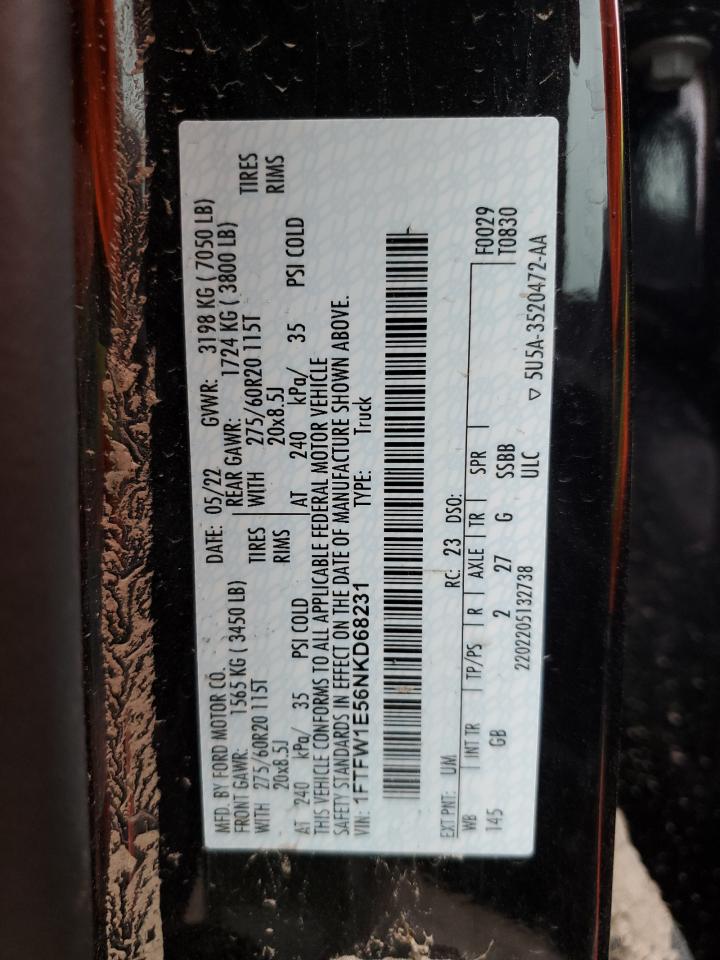 MFD. BY FORD MOTOR CO. DATE: 05/22 GVWR: 3198 KG ( 7050 LB)
FRONT GAWR: 1565 KG ( 3450 LB) REAR GAWR: 1724 KG ( 3800 LB)
WITH 275/60R20 115T TIRES WITH 275/60R20 115T TIRES
20x8.5J RIMS 20x8.5J RIMS
AT 240 kPa/ 35 PSI COLD AT 240 kPa/ 35 PSI COLD
THIS VEHICLE CONFORMS TO ALL APPLICABLE FEDERAL MOTOR VEHICLE
SAFETY STANDARDS IN EFFECT ON THE DATE OF MANUFACTURE SHOWN ABOVE.
VIN: 1FTFW1E56NKD68231 TYPE: Truck
EXT PNT: UM RC: 23 DSO:
WB INT TR TP/PS R AXLE TR SPR F0029
145 GB 2 27 G SSBB T0830
2202205132738 ULC
▽ 5U5A-3520472-AA